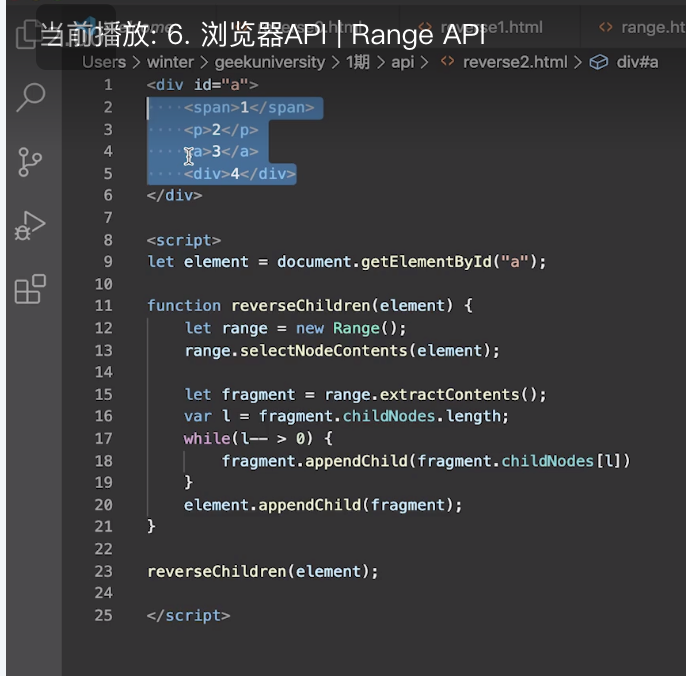 当前播放: 6. 浏览器API | Range API
reverse1.html
range.ht
Users > winter > geekuniversity > 1期 > api > <> reverse2.html > div#a
1 <div id="a">
2 ····<span>1</span>
3 ····<p>2</p>
4 ····<a>3</a>
5 ····<div>4</div>
6 </div>
7
8 <script>
9 let element = document.getElementById("a");
10
11 function reverseChildren(element) {
12     let range = new Range();
13     range.selectNodeContents(element);
14
15     let fragment = range.extractContents();
16     var l = fragment.childNodes.length;
17     while(l-- > 0) {
18         fragment.appendChild(fragment.childNodes[l])
19     }
20     element.appendChild(fragment);
21 }
22
23 reverseChildren(element);
24
25 </script>